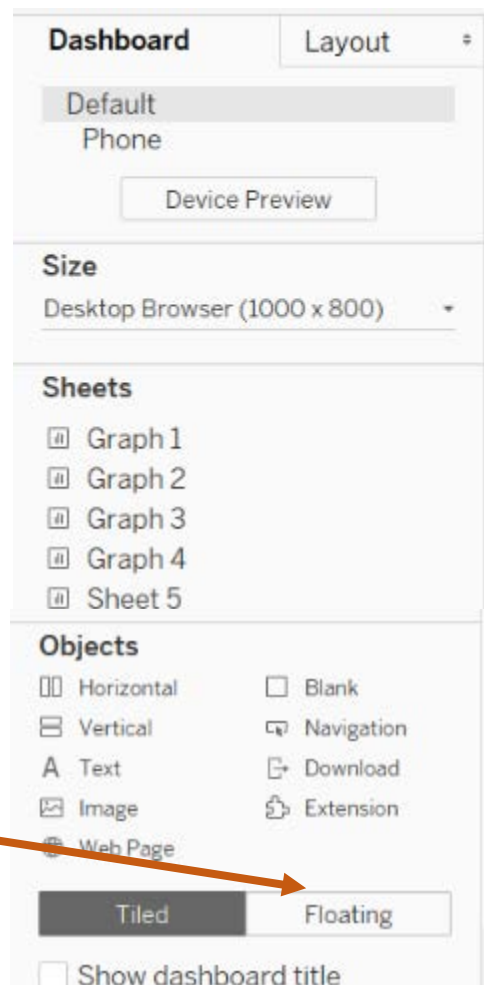 Dashboard Layout
Default
Phone
Device Preview
Size
Desktop Browser (1000 x 800)
Sheets
Graph 1
Graph 2
Graph 3
Graph 4
Sheet 5
Objects
Horizontal Blank
Vertical Navigation
A Text Download
Image Extension
Web Page
Tiled Floating
Show dashboard title